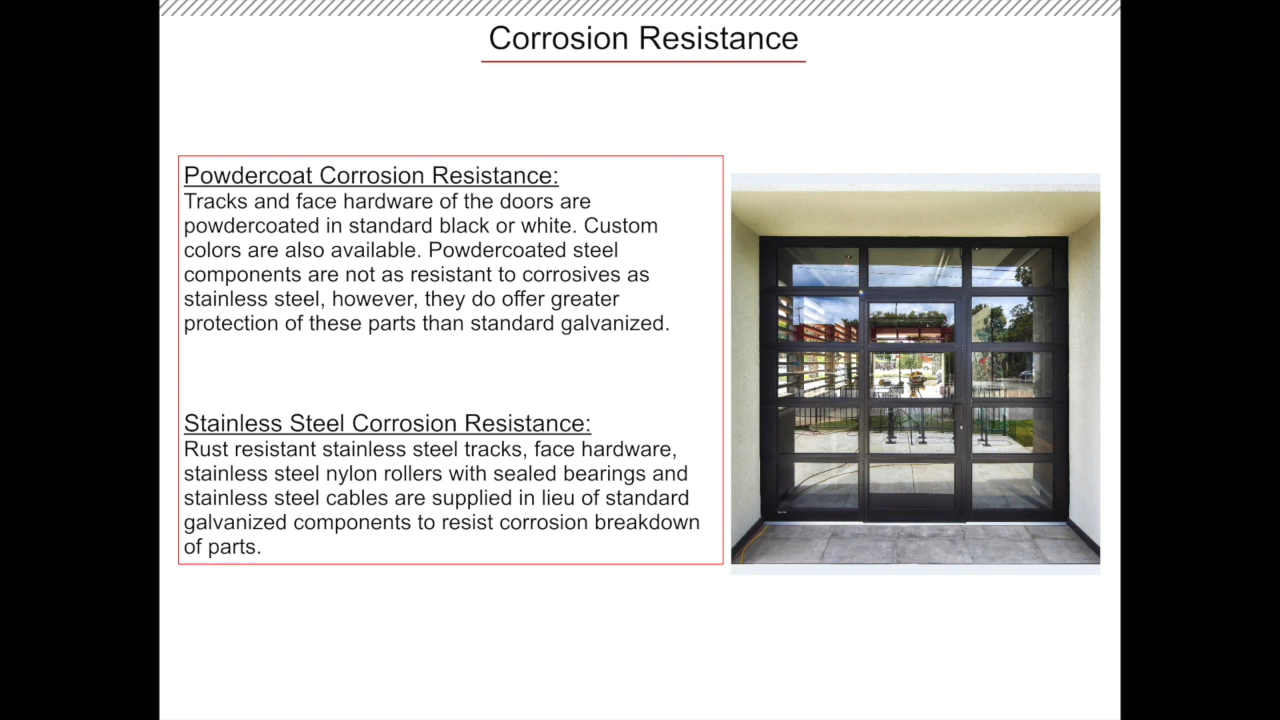 Corrosion Resistance
Powdercoat Corrosion Resistance:
Tracks and face hardware of the doors are
powdercoated in standard black or white. Custom
colors are also available. Powdercoated steel
components are not as resistant to corrosives as
stainless steel, however, they do offer greater
protection of these parts than standard galvanized.
Stainless Steel Corrosion Resistance:
Rust resistant stainless steel tracks, face hardware,
stainless steel nylon rollers with sealed bearings and
stainless steel cables are supplied in lieu of standard
galvanized components to resist corrosion breakdown
of parts.